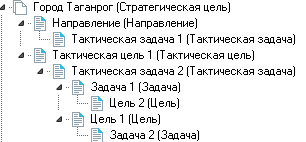 Город Таганрог (Стратегическая цель)
Направление (Направление)
Тактическая задача 1 (Тактическая задача)
Тактическая цель 1 (Тактическая цель)
Тактическая задача 2 (Тактическая задача)
Задача 1 (Задача)
Цель 2 (Цель)
Цель 1 (Цель)
Задача 2 (Задача)